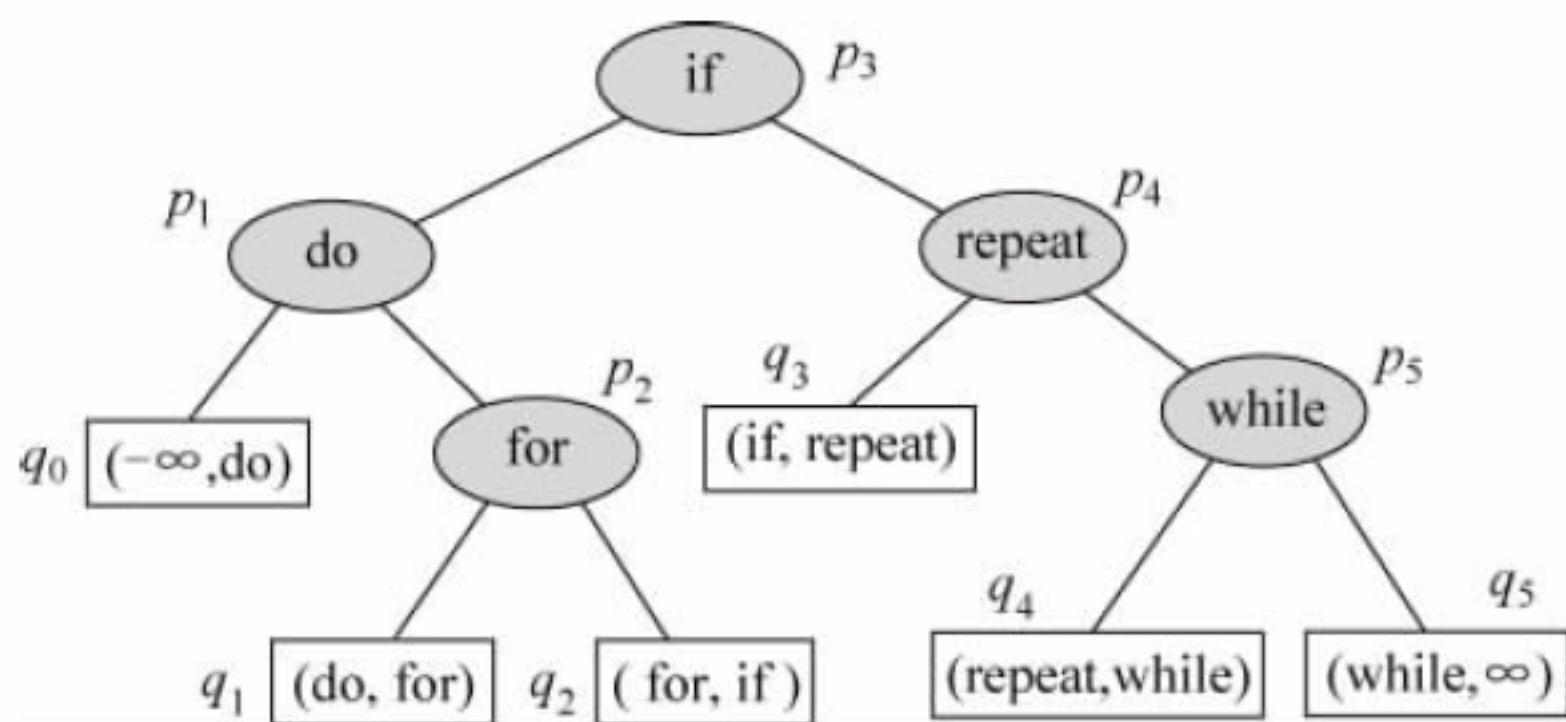 if p₃
p₁ do
repeat p₄
q₀ (−∞,do)
for p₂
q₃ (if, repeat)
while p₅
q₁ (do, for)
q₂ ( for, if )
q₄ (repeat,while)
q₅ (while,∞)